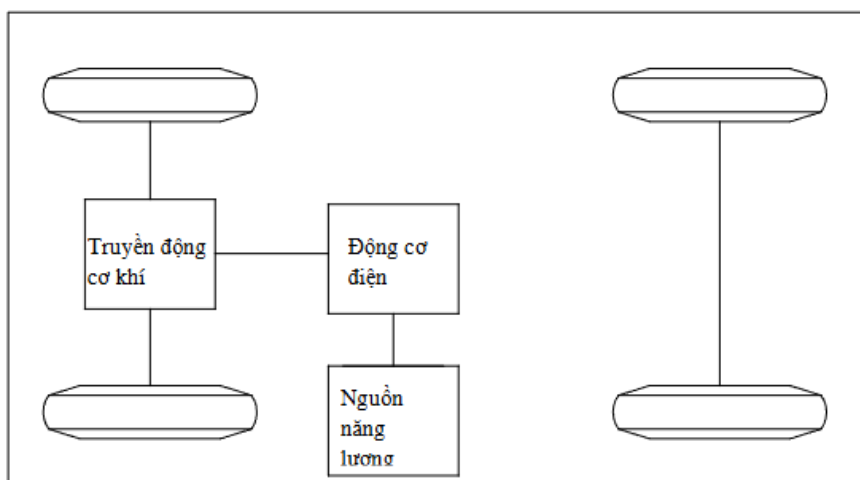 Truyền động
cơ khí
Động cơ
điện
Nguồn
năng
lượng